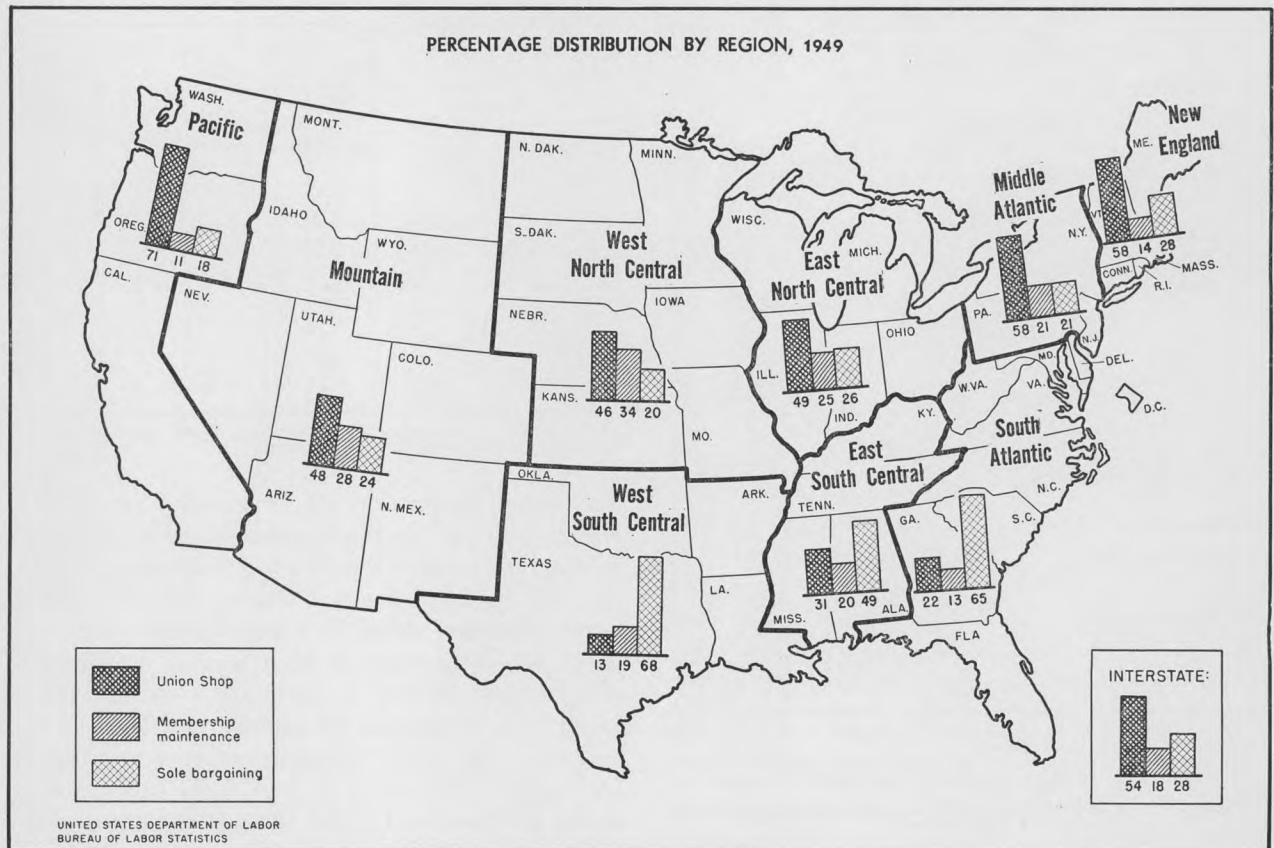 PERCENTAGE DISTRIBUTION BY REGION, 1949
WASH.
Pacific
OREG.
71 11 18
CAL.
MONT.
IDAHO
WYO.
Mountain
NEV.
UTAH.
COLO.
48 28 24
ARIZ.
N. MEX.
N. DAK.
MINN.
S. DAK.
West
North Central
IOWA
NEBR.
KANS.
46 34 20
MO.
OKLA.
ARK.
West
South Central
TEXAS
LA.
13 19 68
WISC.
MICH.
East
North Central
ILL.
OHIO
49 25 26
IND.
KY.
East
South Central
TENN.
31 20 49
MISS.
ALA.
Middle
Atlantic
N.Y.
PA.
58 21 21
N.J.
New
England
ME.
VT.
58 14 28
CONN.
MASS.
R.I.
MD.
DEL.
W.VA.
VA.
D.C.
South
Atlantic
N.C.
GA.
S.C.
22 13 65
FLA
Union Shop
Membership
maintenance
Sole bargaining
INTERSTATE:
54 18 28
UNITED STATES DEPARTMENT OF LABOR
BUREAU OF LABOR STATISTICS